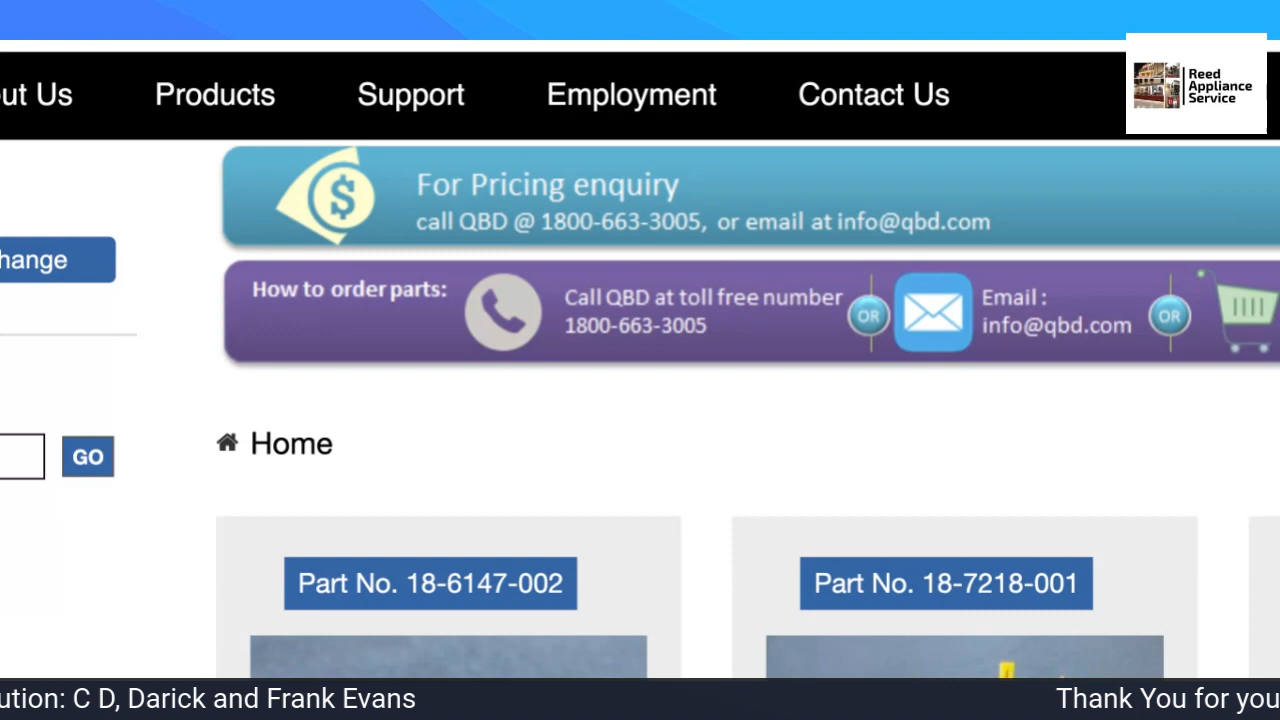 ut Us Products Support Employment Contact Us
Reed
Appliance
Service
For Pricing enquiry
call QBD @ 1800-663-3005, or email at info@qbd.com
hange
How to order parts:
Call QBD at toll free number
1800-663-3005
OR
Email :
info@qbd.com
OR
GO
Home
Part No. 18-6147-002
Part No. 18-7218-001
ution: C D, Darick and Frank Evans
Thank You for you